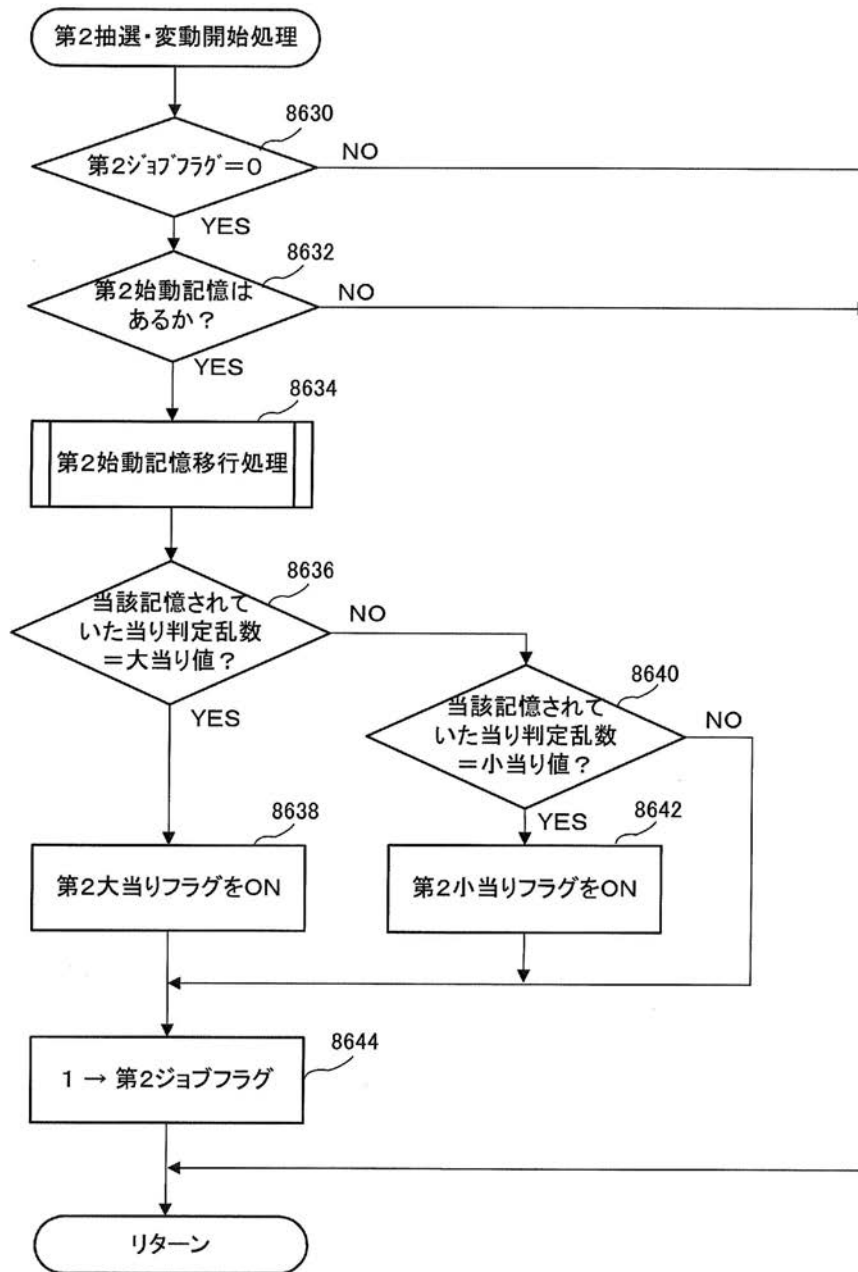 第2抽選・変動開始処理
8630
第2ジョブフラグ=0
NO
YES
8632
第2始動記憶は
あるか?
NO
YES
8634
第2始動記憶移行処理
8636
当該記憶されて
いた当り判定乱数
=大当り値?
NO
YES
8640
当該記憶されて
いた当り判定乱数
=小当り値?
NO
YES
8638
第2大当りフラグをON
8642
第2小当りフラグをON
8644
1 → 第2ジョブフラグ
リターン